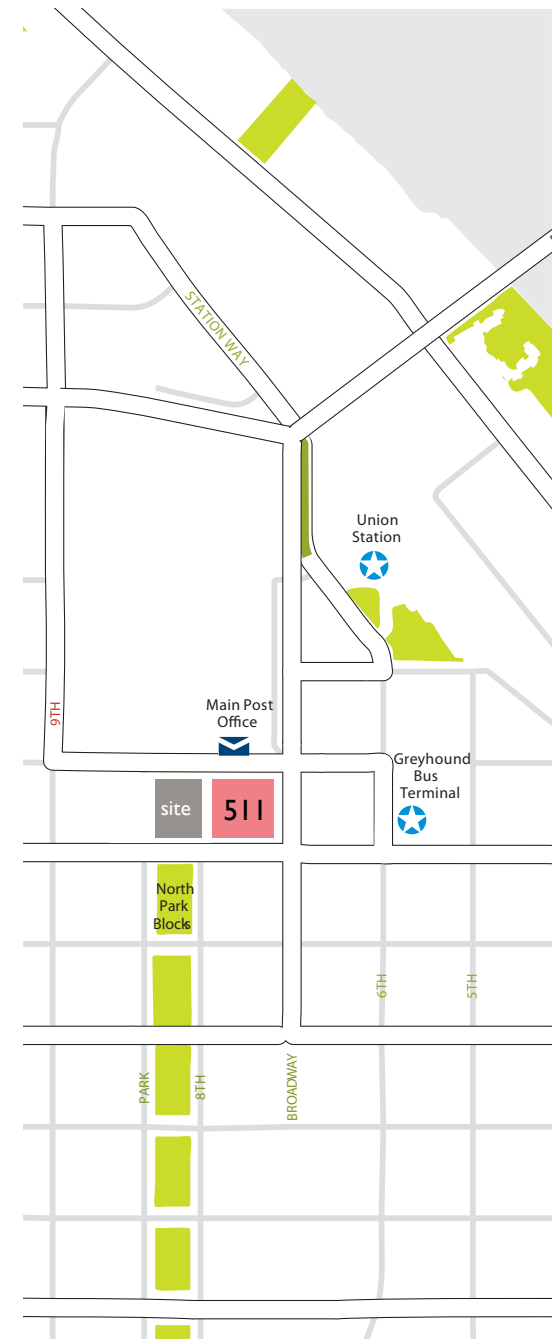 STATION WAY
Union
Station
9TH
Main Post
Office
Greyhound
Bus
Terminal
site
511
North
Park
Blocks
6TH
5TH
PARK
8TH
BROADWAY